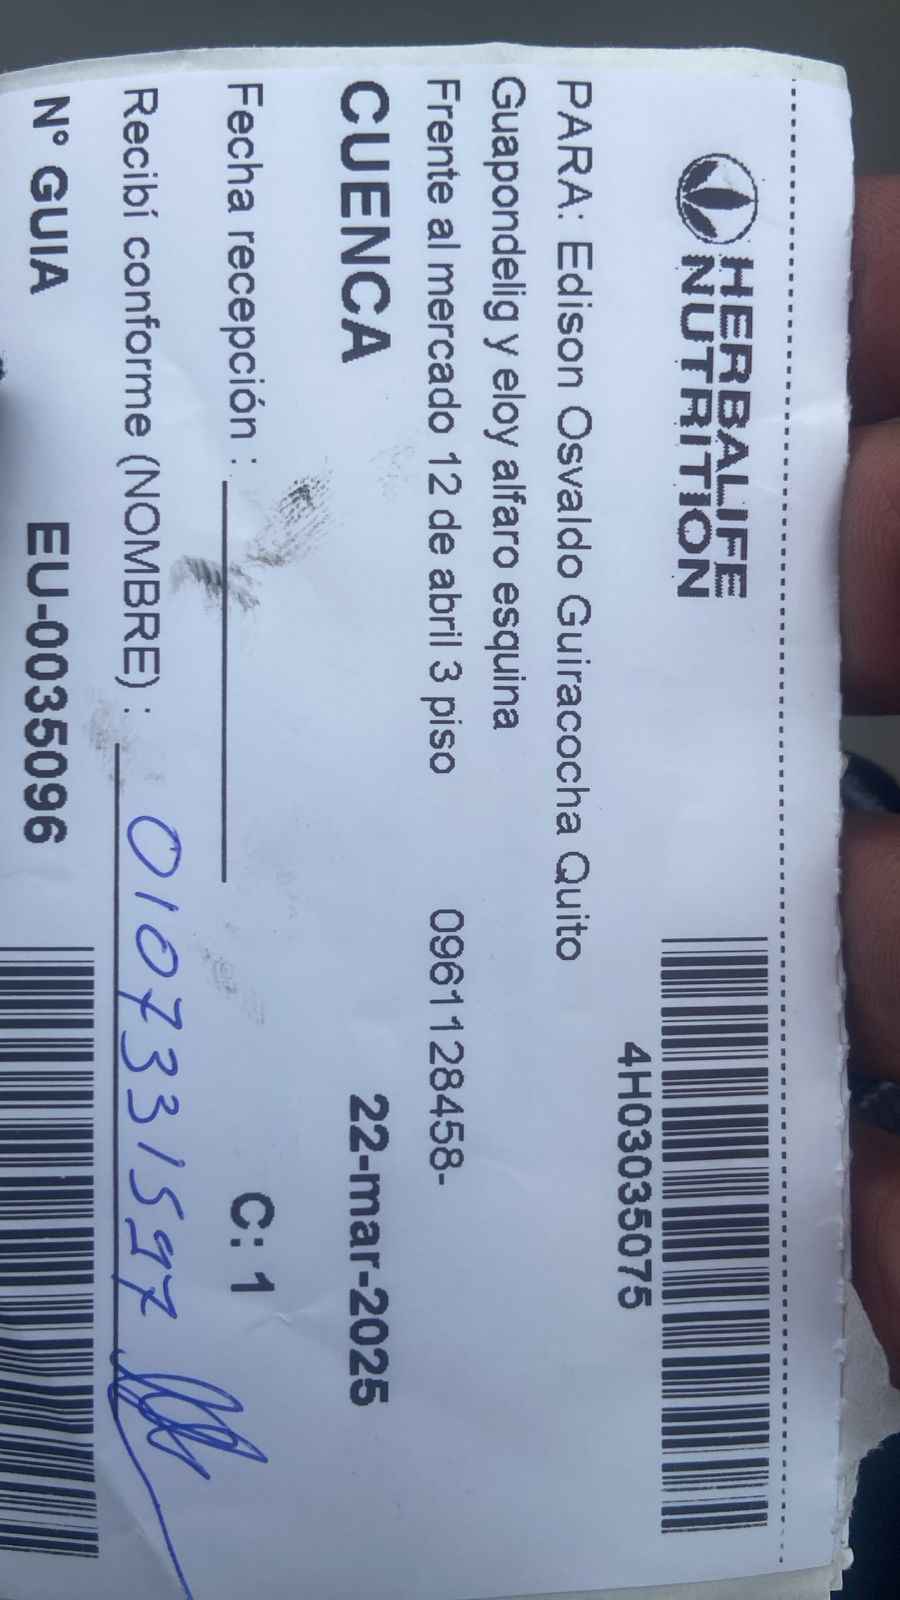 HERBALIFE
NUTRITION
4H03035075
PARA: Edison Osvaldo Guiracocha Quito
Guapondelig y eloy alfaro esquina
Frente al mercado 12 de abril 3 piso 0961128458-
CUENCA 22-mar-2025
Fecha recepción : C: 1
Recibí conforme (NOMBRE) : 0107331597
N° GUIA EU-0035096